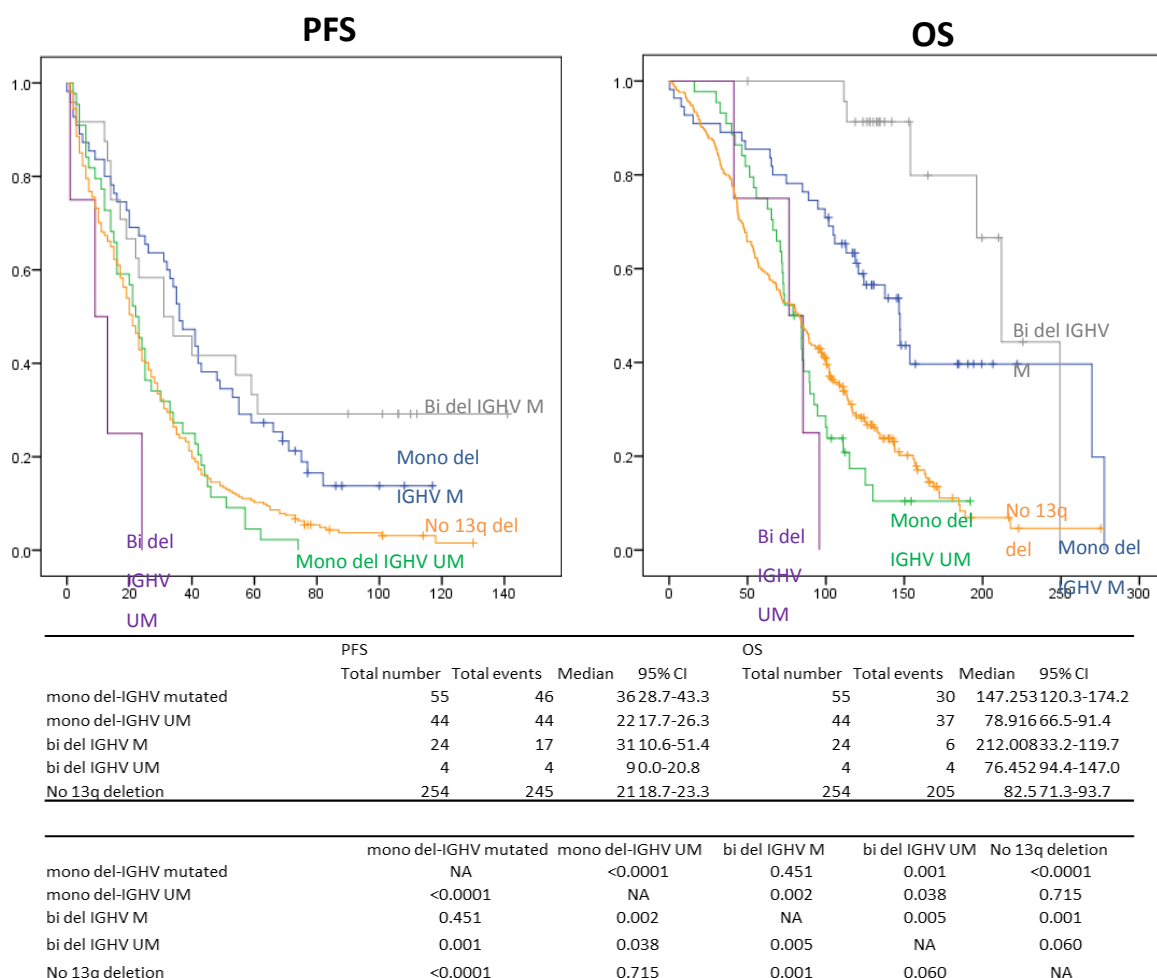 PFS
OS
1.0
0.8
0.6
0.4
0.2
0.0
0 20 40 60 80 100 120 140
Bi del IGHV M
Mono del
IGHV M
No 13q del
Mono del IGHV UM
Bi del
IGHV
UM
1.0
0.8
0.6
0.4
0.2
0.0
0 50 100 150 200 250 300
Bi del IGHV
M
No 13q
del
Mono del
IGHV UM
Mono del
IGHV M
Bi del
IGHV
UM
PFS OS
Total number Total events Median 95% CI Total number Total events Median 95% CI
mono del-IGHV mutated 55 46 36 28.7-43.3 55 30 147.253 120.3-174.2
mono del-IGHV UM 44 44 22 17.7-26.3 44 37 78.916 66.5-91.4
bi del IGHV M 24 17 31 10.6-51.4 24 6 212.008 33.2-119.7
bi del IGHV UM 4 4 9 0.0-20.8 4 4 76.452 94.4-147.0
No 13q deletion 254 245 21 18.7-23.3 254 205 82.5 71.3-93.7
mono del-IGHV mutated mono del-IGHV UM bi del IGHV M bi del IGHV UM No 13q deletion
mono del-IGHV mutated NA <0.0001 0.451 0.001 <0.0001
mono del-IGHV UM <0.0001 NA 0.002 0.038 0.715
bi del IGHV M 0.451 0.002 NA 0.005 0.001
bi del IGHV UM 0.001 0.038 0.005 NA 0.060
No 13q deletion <0.0001 0.715 0.001 0.060 NA